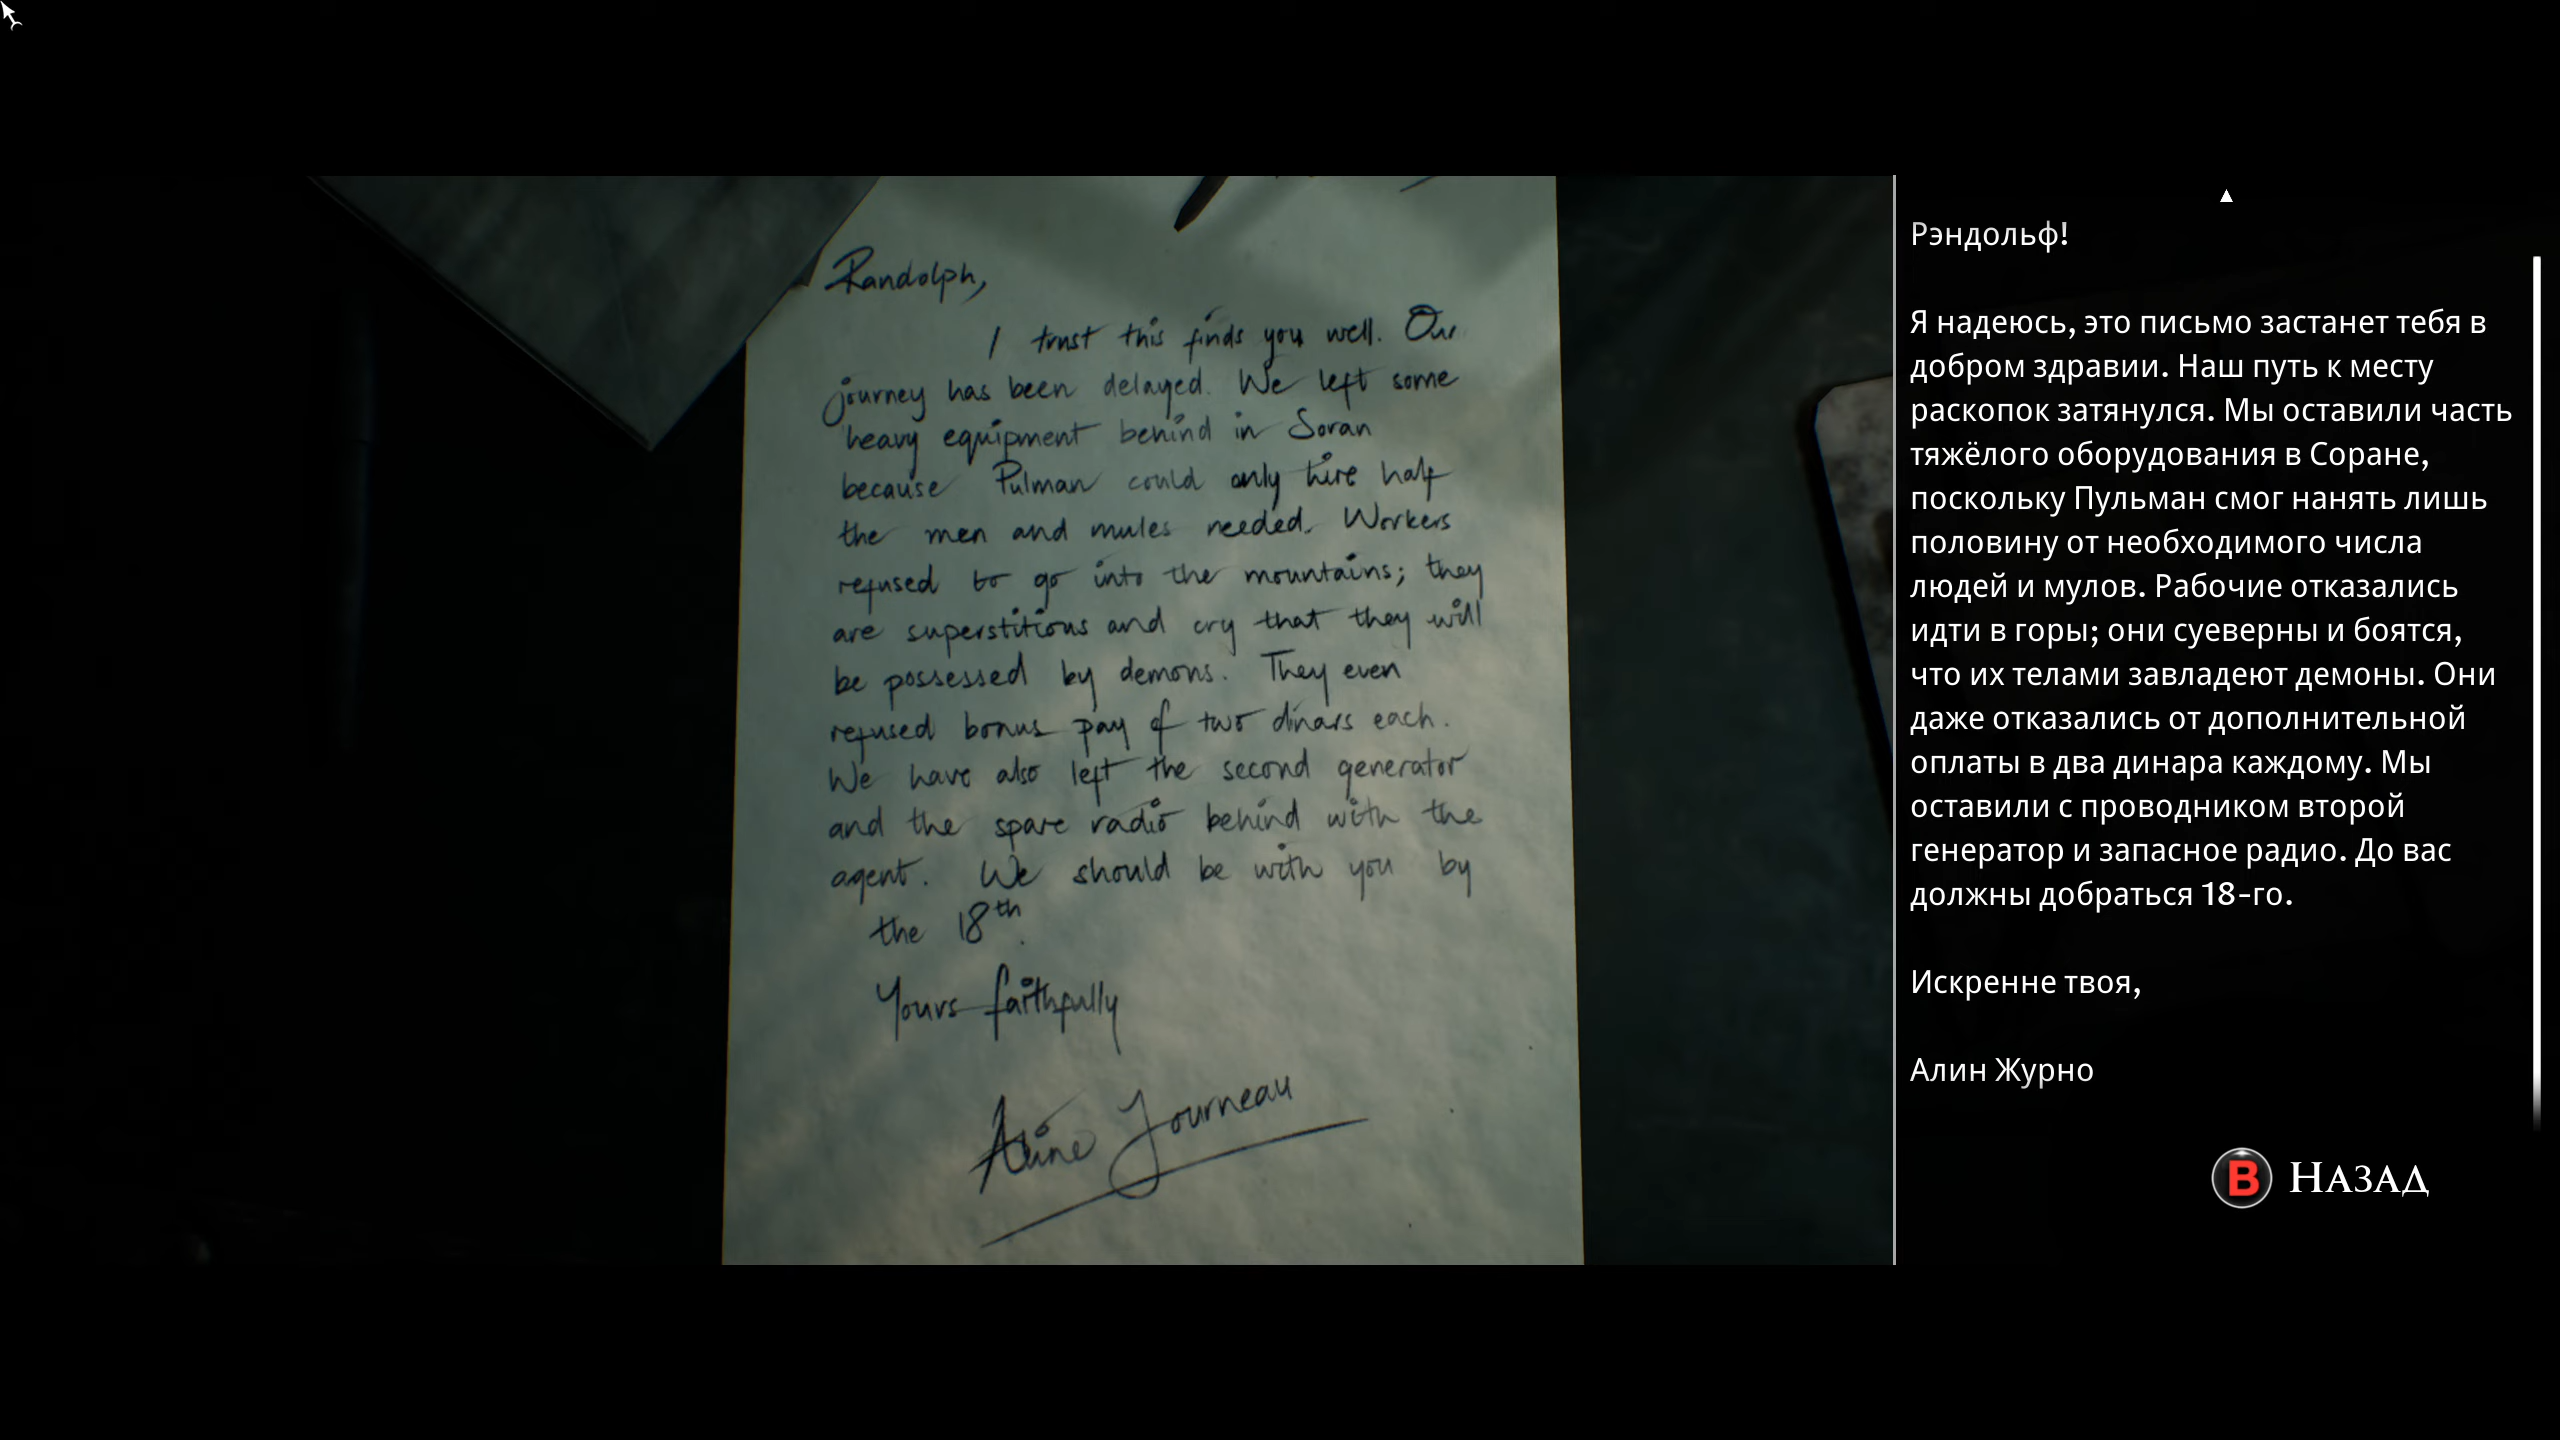 Randolph,
I trust this finds you well. Our
journey has been delayed. We left some
heavy equipment behind in Soran
because Pulman could only hire half
the men and mules needed. Workers
refused to go into the mountains; they
are superstitious and cry that they will
be possessed by demons. They even
refused bonus pay of two dinars each.
We have also left the second generator
and the spare radio behind with the
agent. We should be with you by
the 18th.
Yours faithfully
Aline Journeau
Рэндольф!
Я надеюсь, это письмо застанет тебя в
добром здравии. Наш путь к месту
раскопок затянулся. Мы оставили часть
тяжёлого оборудования в Соране,
поскольку Пульман смог нанять лишь
половину от необходимого числа
людей и мулов. Рабочие отказались
идти в горы; они суеверны и боятся,
что их телами завладеют демоны. Они
даже отказались от дополнительной
оплаты в два динара каждому. Мы
оставили с проводником второй
генератор и запасное радио. До вас
должны добраться 18-го.
Искренне твоя,
Алин Журно
B Назад